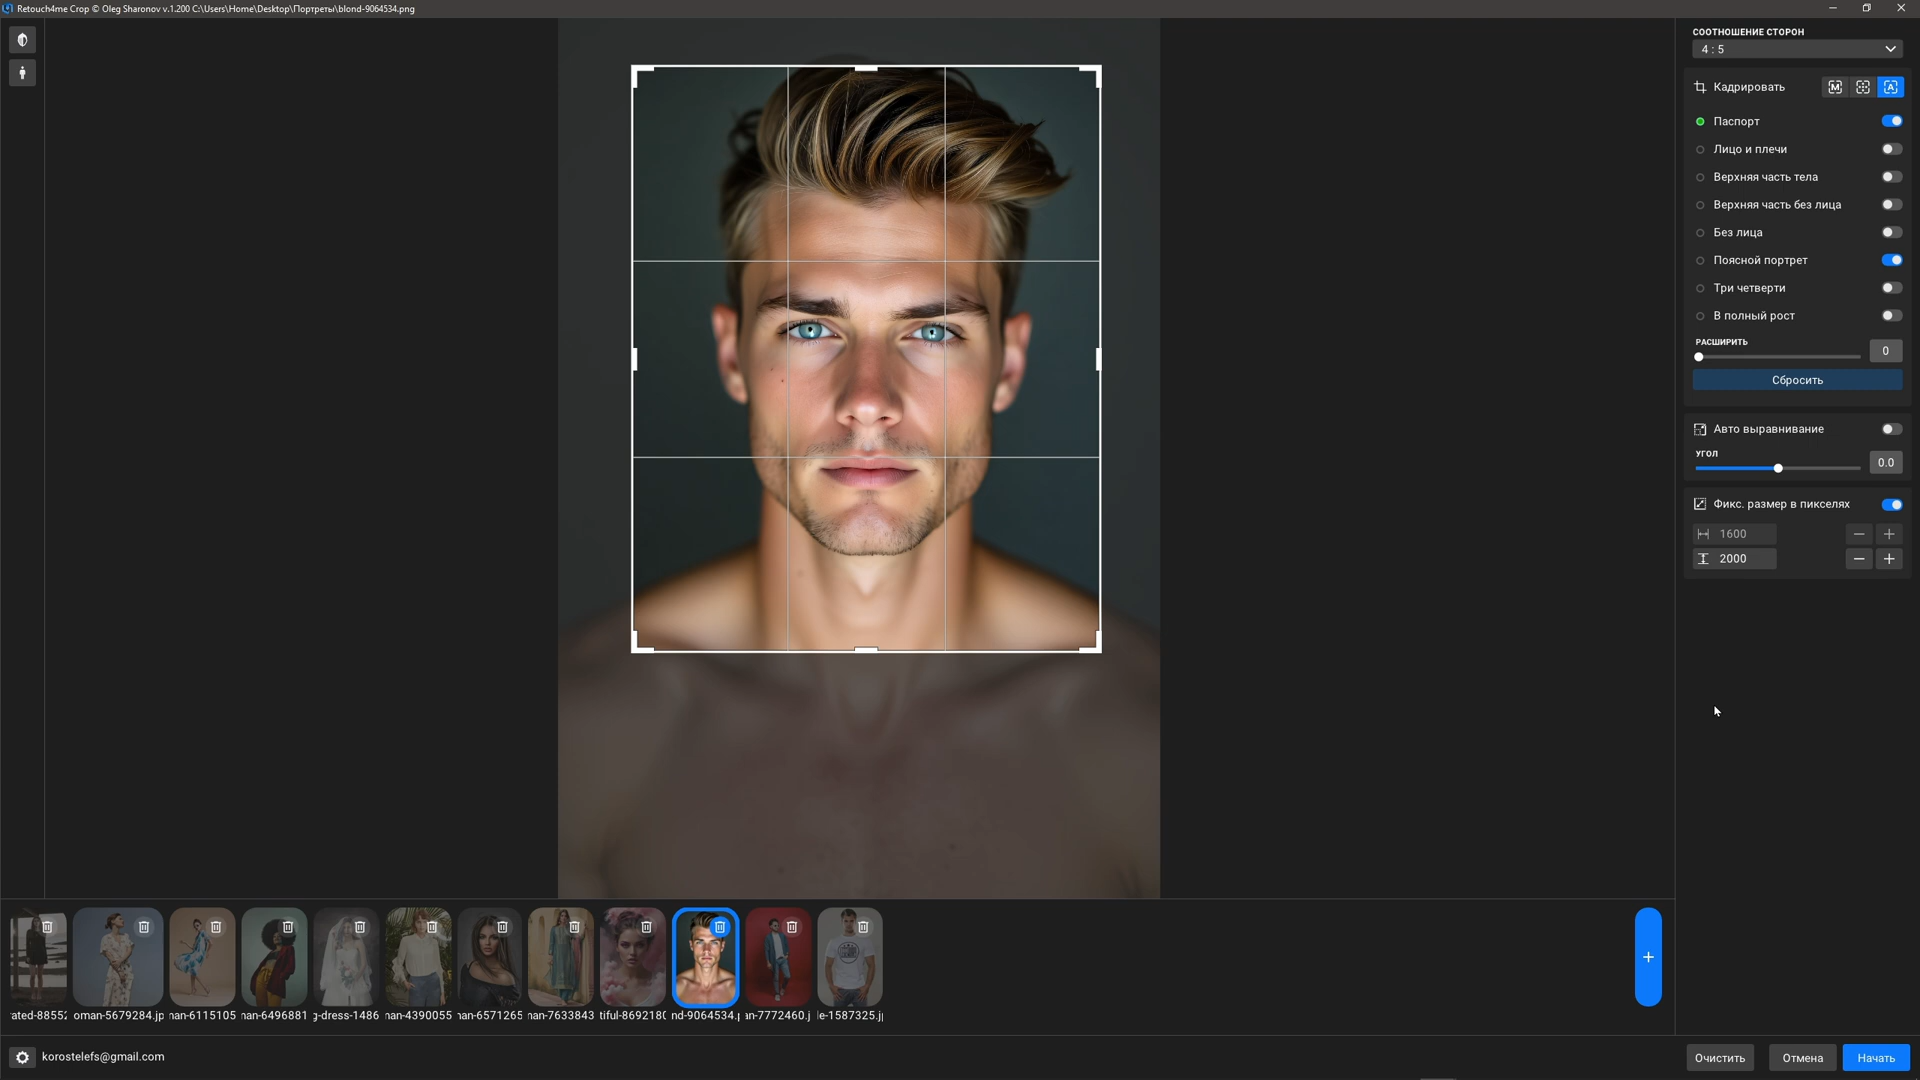 Retouch4me Crop © Oleg Sharonov v.1.200 C:\Users\Home\Desktop\Портреты\blond-9064534.png
СООТНОШЕНИЕ СТОРОН
4 : 5
Кадрировать
M
A
Паспорт
Лицо и плечи
Верхняя часть тела
Верхняя часть без лица
Без лица
Поясной портрет
Три четверти
В полный рост
РАСШИРИТЬ
0
Сбросить
Авто выравнивание
УГОЛ
0.0
Фикс. размер в пикселях
1600
2000
ated-88552 oman-5679284.jp nan-6115105 nan-6496881 g-dress-1486 nan-4390055 nan-6571265 nan-7633843 tiful-8692180 nd-9064534.p an-7772460.j le-1587325.j
korostelefs@gmail.com
Очистить Отмена Начать